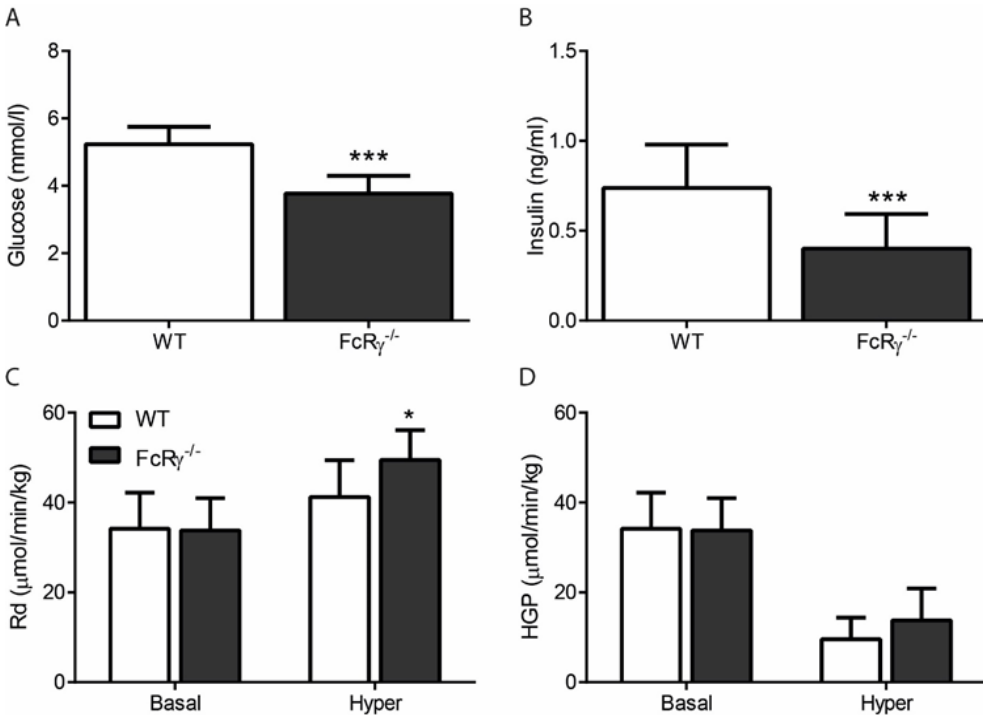 A
Glucose (mmol/l)
8
6
4
2
0
***
WT
FcRγ-/-
B
Insulin (ng/ml)
1.5
1.0
0.5
0.0
***
WT
FcRγ-/-
C
Rd (μmol/min/kg)
60
40
20
0
WT
FcRγ-/-
*
Basal
Hyper
D
HGP (μmol/min/kg)
60
40
20
0
Basal
Hyper